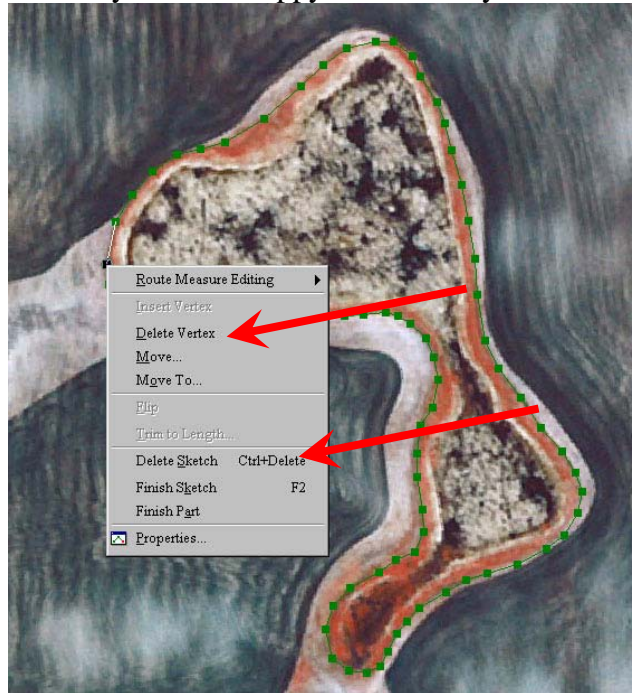 Route Measure Editing
Insert Vertex
Delete Vertex
Move...
Move To...
Flip
Trim to Length...
Delete Sketch Ctrl+Delete
Finish Sketch F2
Finish Part
Properties...